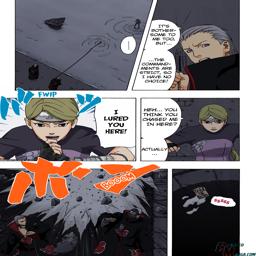 IT'S
BOTHER-
SOME TO
ME TOO,
BUT...
...THE
COMMAND-
MENTS ARE
STRICT, SO I
HAVE NO
CHOICE!
FWIP
I
LURED YOU
HERE!
HEH... YOU
THINK YOU
CHASED ME
IN HERE?
ACTUALLY
...
BOOOM